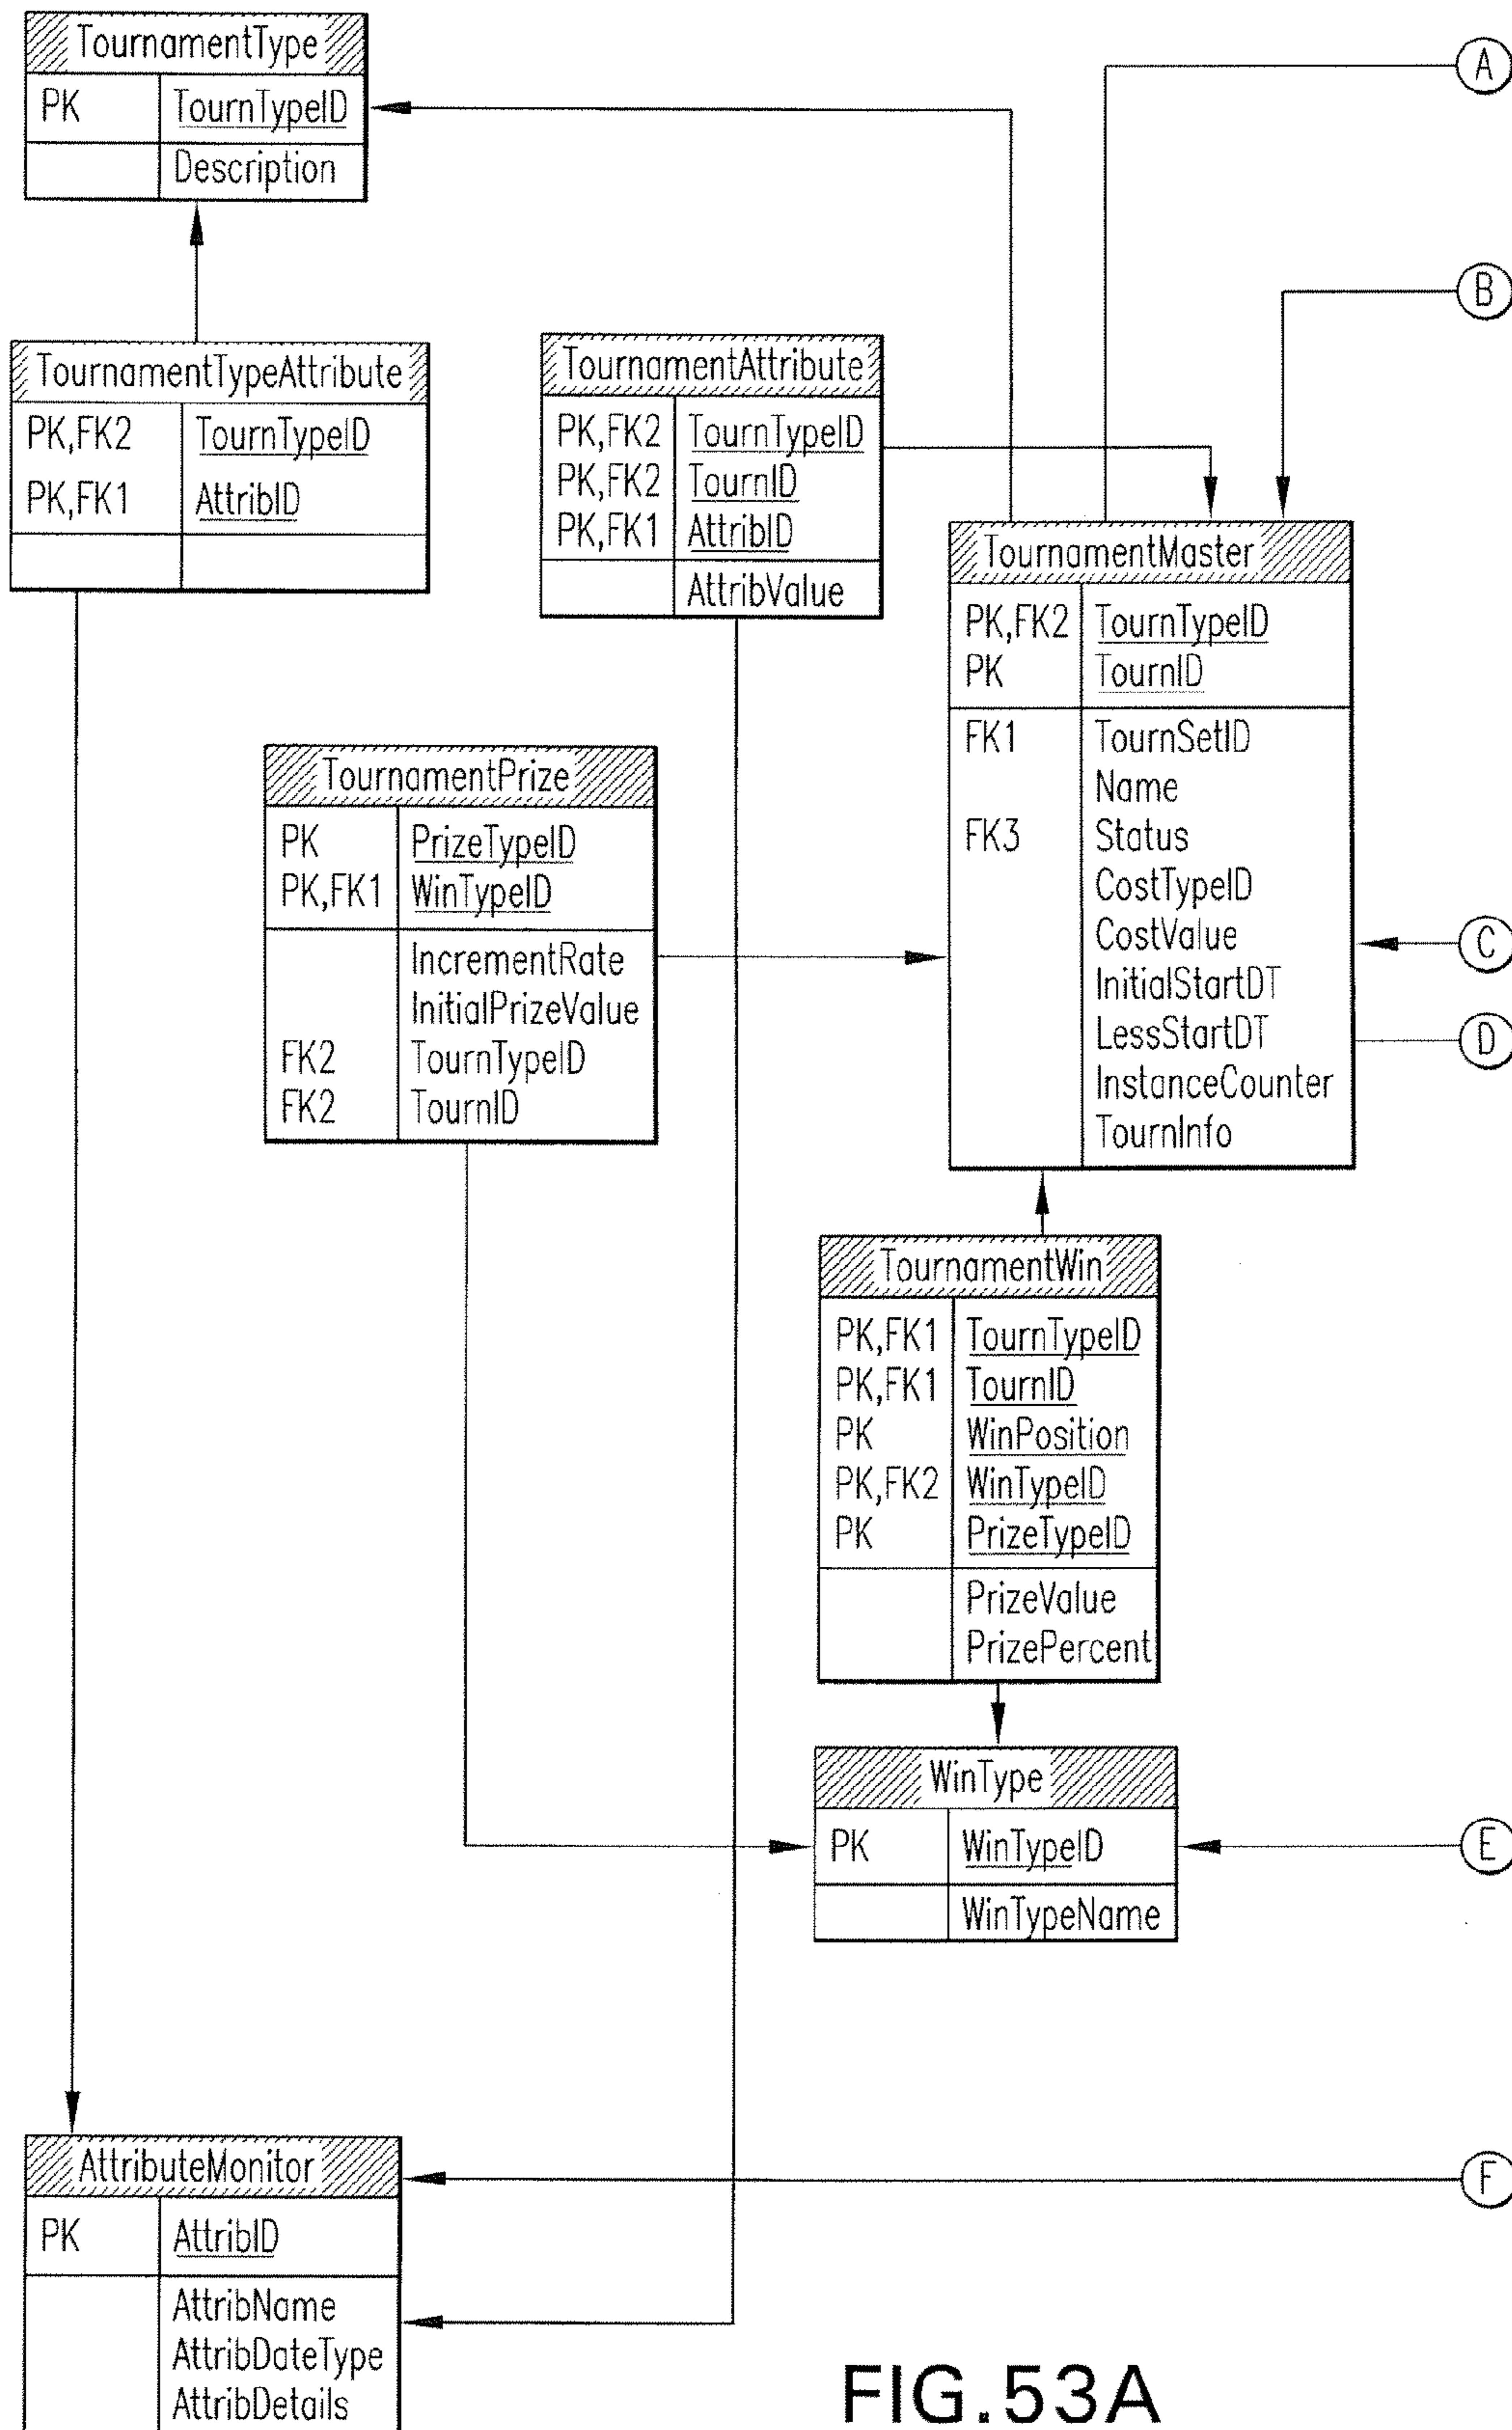 TournamentType
PK TournTypeID
Description
A
B
TournamentTypeAttribute
PK,FK2 TournTypeID
PK,FK1 AttribID
TournamentAttribute
PK,FK2 TournTypeID
PK,FK2 TournID
PK,FK1 AttribID
AttribValue
TournamentMaster
PK,FK2 TournTypeID
PK TournID
FK1 TournSetID
Name
FK3 Status
CostTypeID
CostValue
InitialStartDT
LessStartDT
InstanceCounter
TournInfo
C
D
TournamentPrize
PK PrizeTypeID
PK,FK1 WinTypeID
IncrementRate
InitialPrizeValue
FK2 TournTypeID
FK2 TournID
TournamentWin
PK,FK1 TournTypeID
PK,FK1 TournID
PK WinPosition
PK,FK2 WinTypeID
PK PrizeTypeID
PrizeValue
PrizePercent
WinType
PK WinTypeID
WinTypeName
E
AttributeMonitor
PK AttribID
AttribName
AttribDateType
AttribDetails
F
FIG.53A